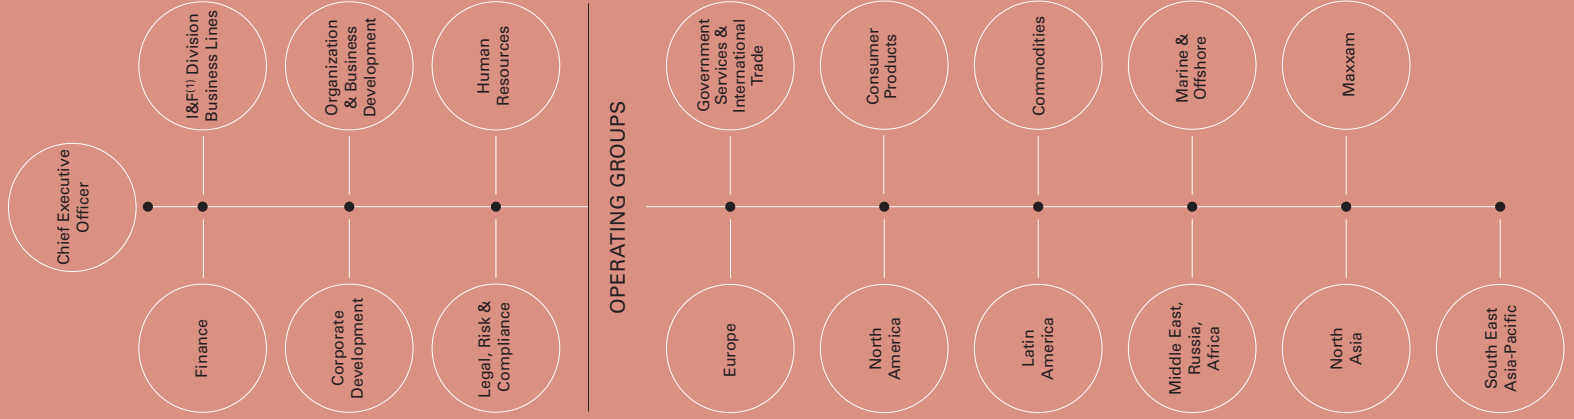 Chief Executive
Officer
Finance
I&F(1) Division
Business Lines
Corporate
Development
Organization
& Business
Development
Legal, Risk &
Compliance
Human
Resources
OPERATING GROUPS
Europe
Government
Services &
International
Trade
North
America
Consumer
Products
Latin
America
Commodities
Middle East,
Russia,
Africa
Marine &
Offshore
North
Asia
Maxxam
South East
Asia-Pacific